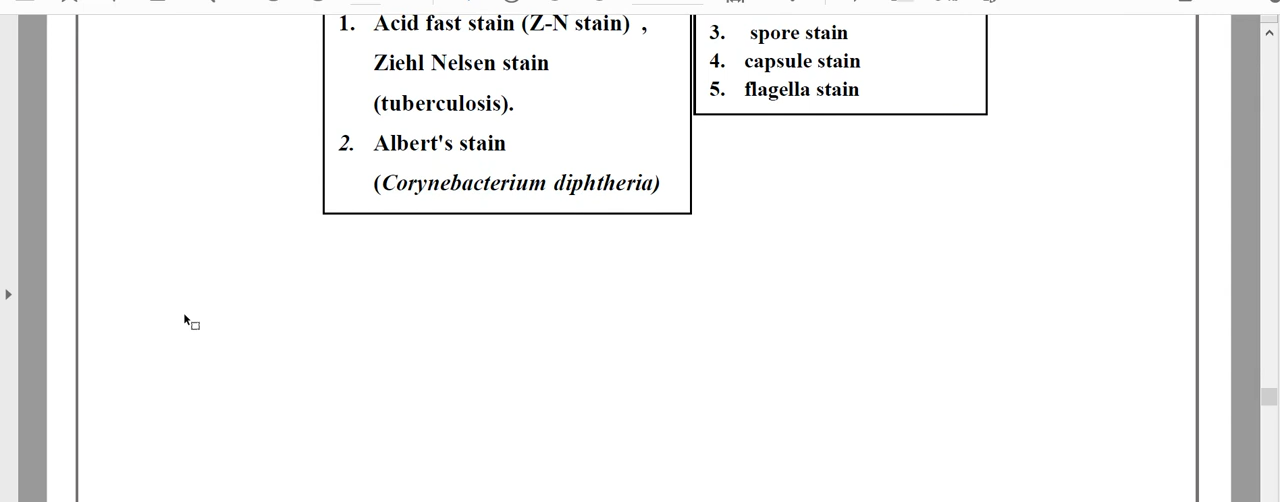 1. Acid fast stain (Z-N stain) ,
Ziehl Nelsen stain
(tuberculosis).
2. Albert's stain
(Corynebacterium diphtheria)
3. spore stain
4. capsule stain
5. flagella stain